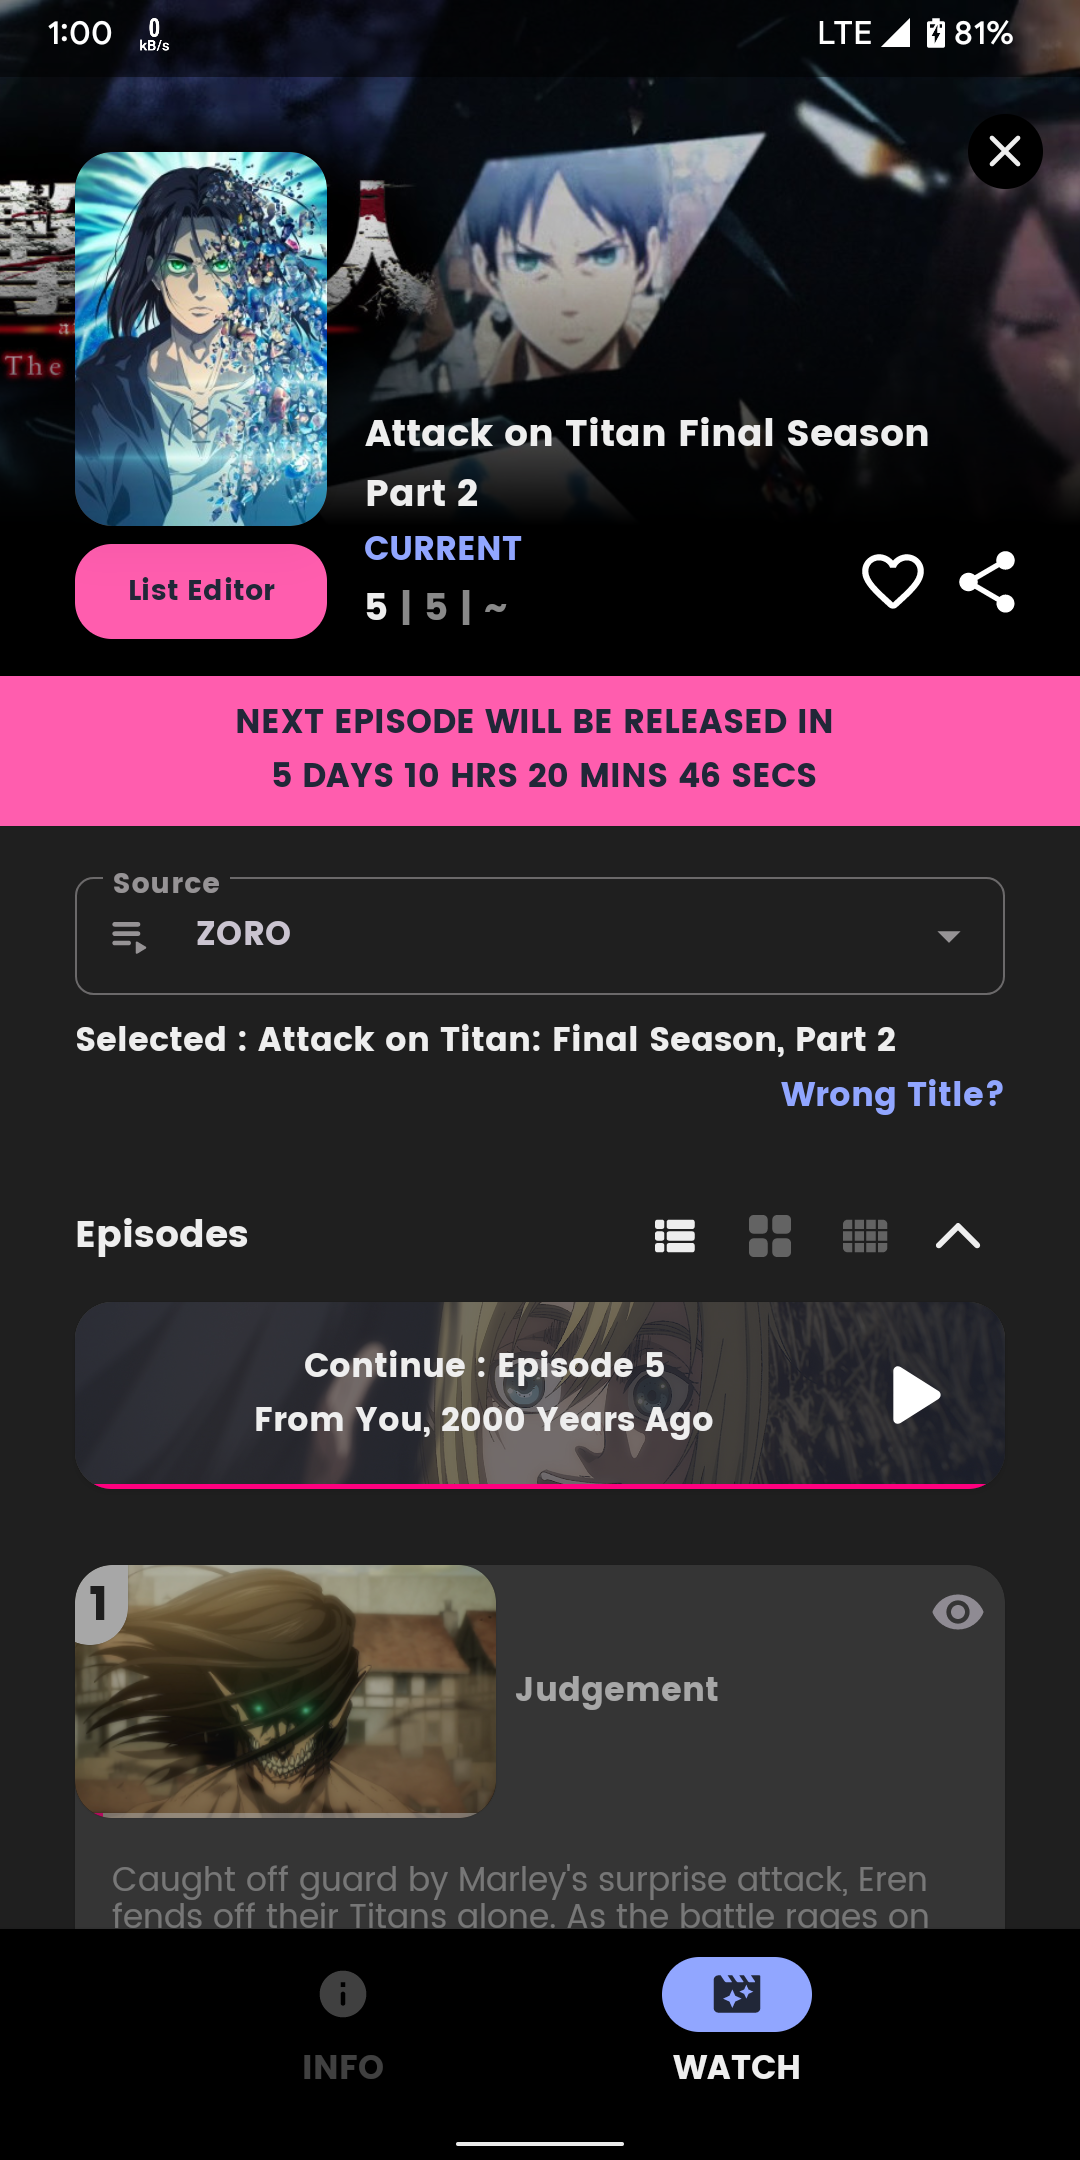 1:00
0
kB/s
LTE
81%
撃
人
The
Attack on Titan Final Season
Part 2
CURRENT
5 | 5 | ~
List Editor
NEXT EPISODE WILL BE RELEASED IN
5 DAYS 10 HRS 20 MINS 46 SECS
Source
ZORO
Selected : Attack on Titan: Final Season, Part 2
Wrong Title?
Episodes
Continue : Episode 5
From You, 2000 Years Ago
1
Judgement
Caught off guard by Marley's surprise attack, Eren
fends off their Titans alone. As the battle rages on
INFO
WATCH